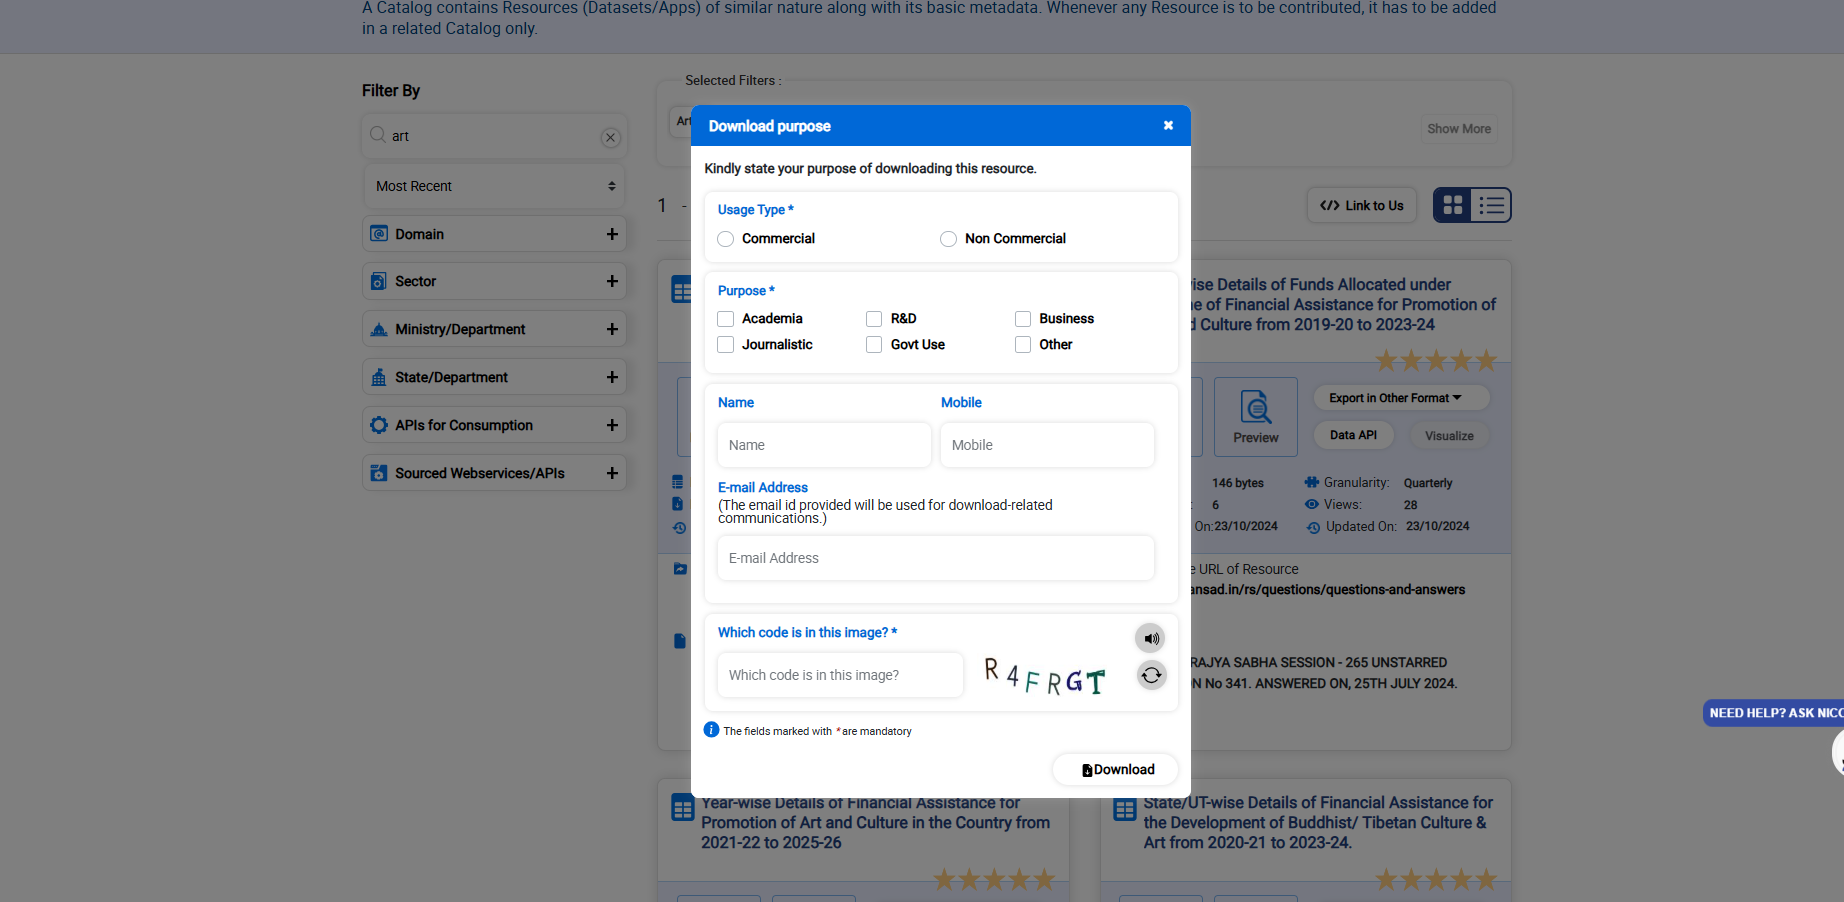 A Catalog contains Resources (Datasets/Apps) of similar nature along with its basic metadata. Whenever any Resource is to be contributed, it has to be added
in a related Catalog only.
Filter By
art
Most Recent
Domain
Sector
Ministry/Department
State/Department
APIs for Consumption
Sourced Webservices/APIs
Selected Filters :
Art
Show More
1 -
Link to Us
Download purpose
Kindly state your purpose of downloading this resource.
Usage Type *
Commercial Non Commercial
Purpose *
Academia R&D Business
Journalistic Govt Use Other
Name Mobile
Name Mobile
E-mail Address
(The email id provided will be used for download-related
communications.)
E-mail Address
Which code is in this image? *
Which code is in this image? R4FRGT
The fields marked with * are mandatory
Download
ise Details of Funds Allocated under
e of Financial Assistance for Promotion of
d Culture from 2019-20 to 2023-24
Preview
Export in Other Format
Data API Visualize
146 bytes Granularity: Quarterly
: 6 Views: 28
On:23/10/2024 Updated On: 23/10/2024
e URL of Resource
ansad.in/rs/questions/questions-and-answers
RAJYA SABHA SESSION - 265 UNSTARRED
N No 341. ANSWERED ON, 25TH JULY 2024.
NEED HELP? ASK NIC
Year-wise Details of Financial Assistance for
Promotion of Art and Culture in the Country from
2021-22 to 2025-26
State/UT-wise Details of Financial Assistance for
the Development of Buddhist/ Tibetan Culture &
Art from 2020-21 to 2023-24.